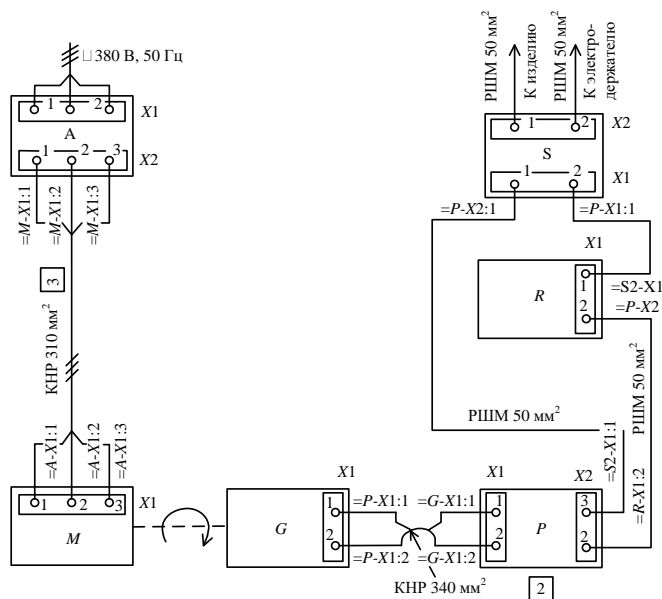 □380 В, 50 Гц
1 2 X1
A
1 2 3 X2
=M-X1:1
=M-X1:2
=M-X1:3
3
КНР 310 мм²
=A-X1:1
=A-X1:2
=A-X1:3
1 2 3 X1
M
X1
G
1
2
=P-X1:1
=P-X1:2
=G-X1:1
=G-X1:2
КНР 340 мм²
X1
1
2
P
X2
3
2
2
РШМ 50 мм²
К изделию
РШМ 50 мм²
К электро-
держателю
1 2 X2
S
1 2 X1
=P-X2:1
=P-X1:1
X1
R
1
2
=S2-X1
=P-X2
РШМ 50 мм²
РШМ 50 мм²
=S2-X1:1
=R-X1:2